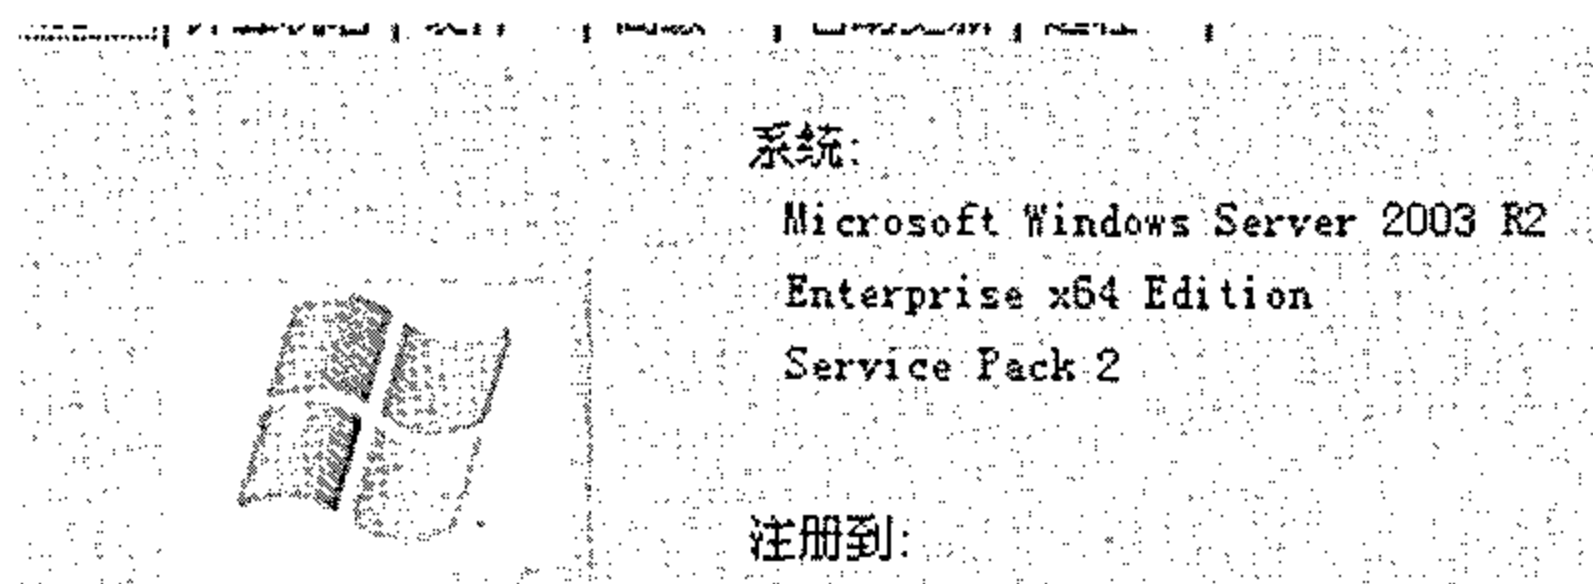 系统:
Microsoft Windows Server 2003 R2
Enterprise x64 Edition
Service Pack 2
注册到: